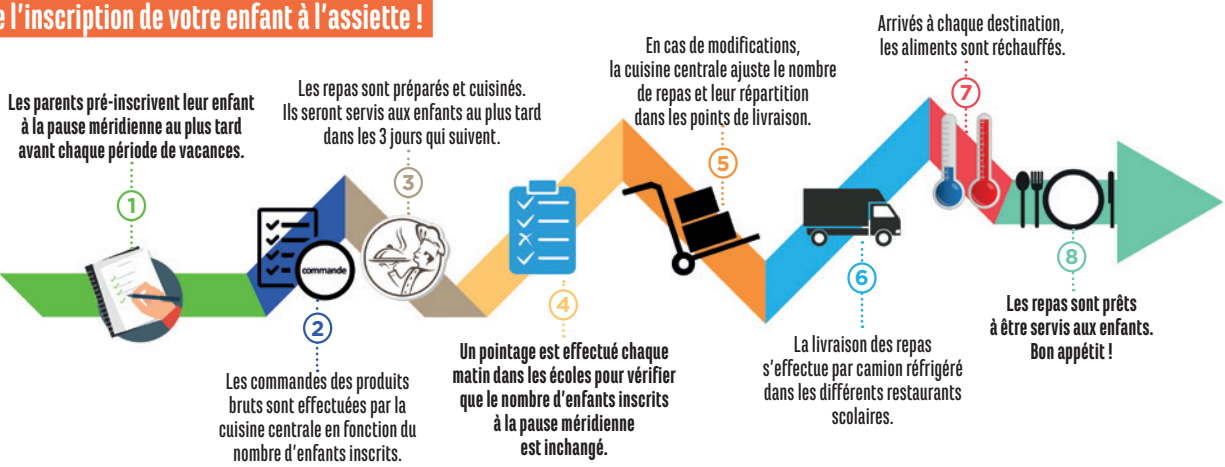 e l'inscription de votre enfant à l'assiette !
Les parents pré-inscrivent leur enfant
à la pause méridienne au plus tard
avant chaque période de vacances.
1
commande
2
Les commandes des produits
bruts sont effectuées par la
cuisine centrale en fonction du
nombre d'enfants inscrits.
Les repas sont préparés et cuisinés.
Ils seront servis aux enfants au plus tard
dans les 3 jours qui suivent.
3
4
Un pointage est effectué chaque
matin dans les écoles pour vérifier
que le nombre d'enfants inscrits
à la pause méridienne
est inchangé.
En cas de modifications,
la cuisine centrale ajuste le nombre
de repas et leur répartition
dans les points de livraison.
5
6
La livraison des repas
s'effectue par camion réfrigéré
dans les différents restaurants
scolaires.
Arrivés à chaque destination,
les aliments sont réchauffés.
7
8
Les repas sont prêts
à être servis aux enfants.
Bon appétit !